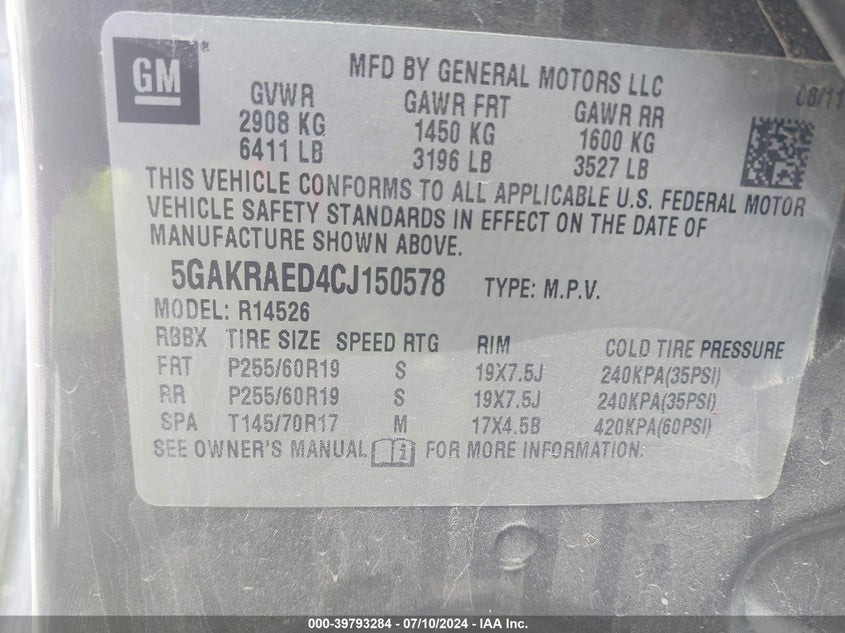 GM®
MFD BY GENERAL MOTORS LLC
08/11
GVWR GAWR FRT GAWR RR
2908 KG 1450 KG 1600 KG
6411 LB 3196 LB 3527 LB
THIS VEHICLE CONFORMS TO ALL APPLICABLE U.S. FEDERAL MOTOR
VEHICLE SAFETY STANDARDS IN EFFECT ON THE DATE OF
MANUFACTURE SHOWN ABOVE.
5GAKRAED4CJ150578 TYPE: M.P.V.
MODEL: R14526
RBBX TIRE SIZE SPEED RTG RIM COLD TIRE PRESSURE
FRT P255/60R19 S 19X7.5J 240KPA(35PSI)
RR P255/60R19 S 19X7.5J 240KPA(35PSI)
SPA T145/70R17 M 17X4.5B 420KPA(60PSI)
SEE OWNER'S MANUAL i FOR MORE INFORMATION.
000-39793284 - 07/10/2024 - IAA Inc.